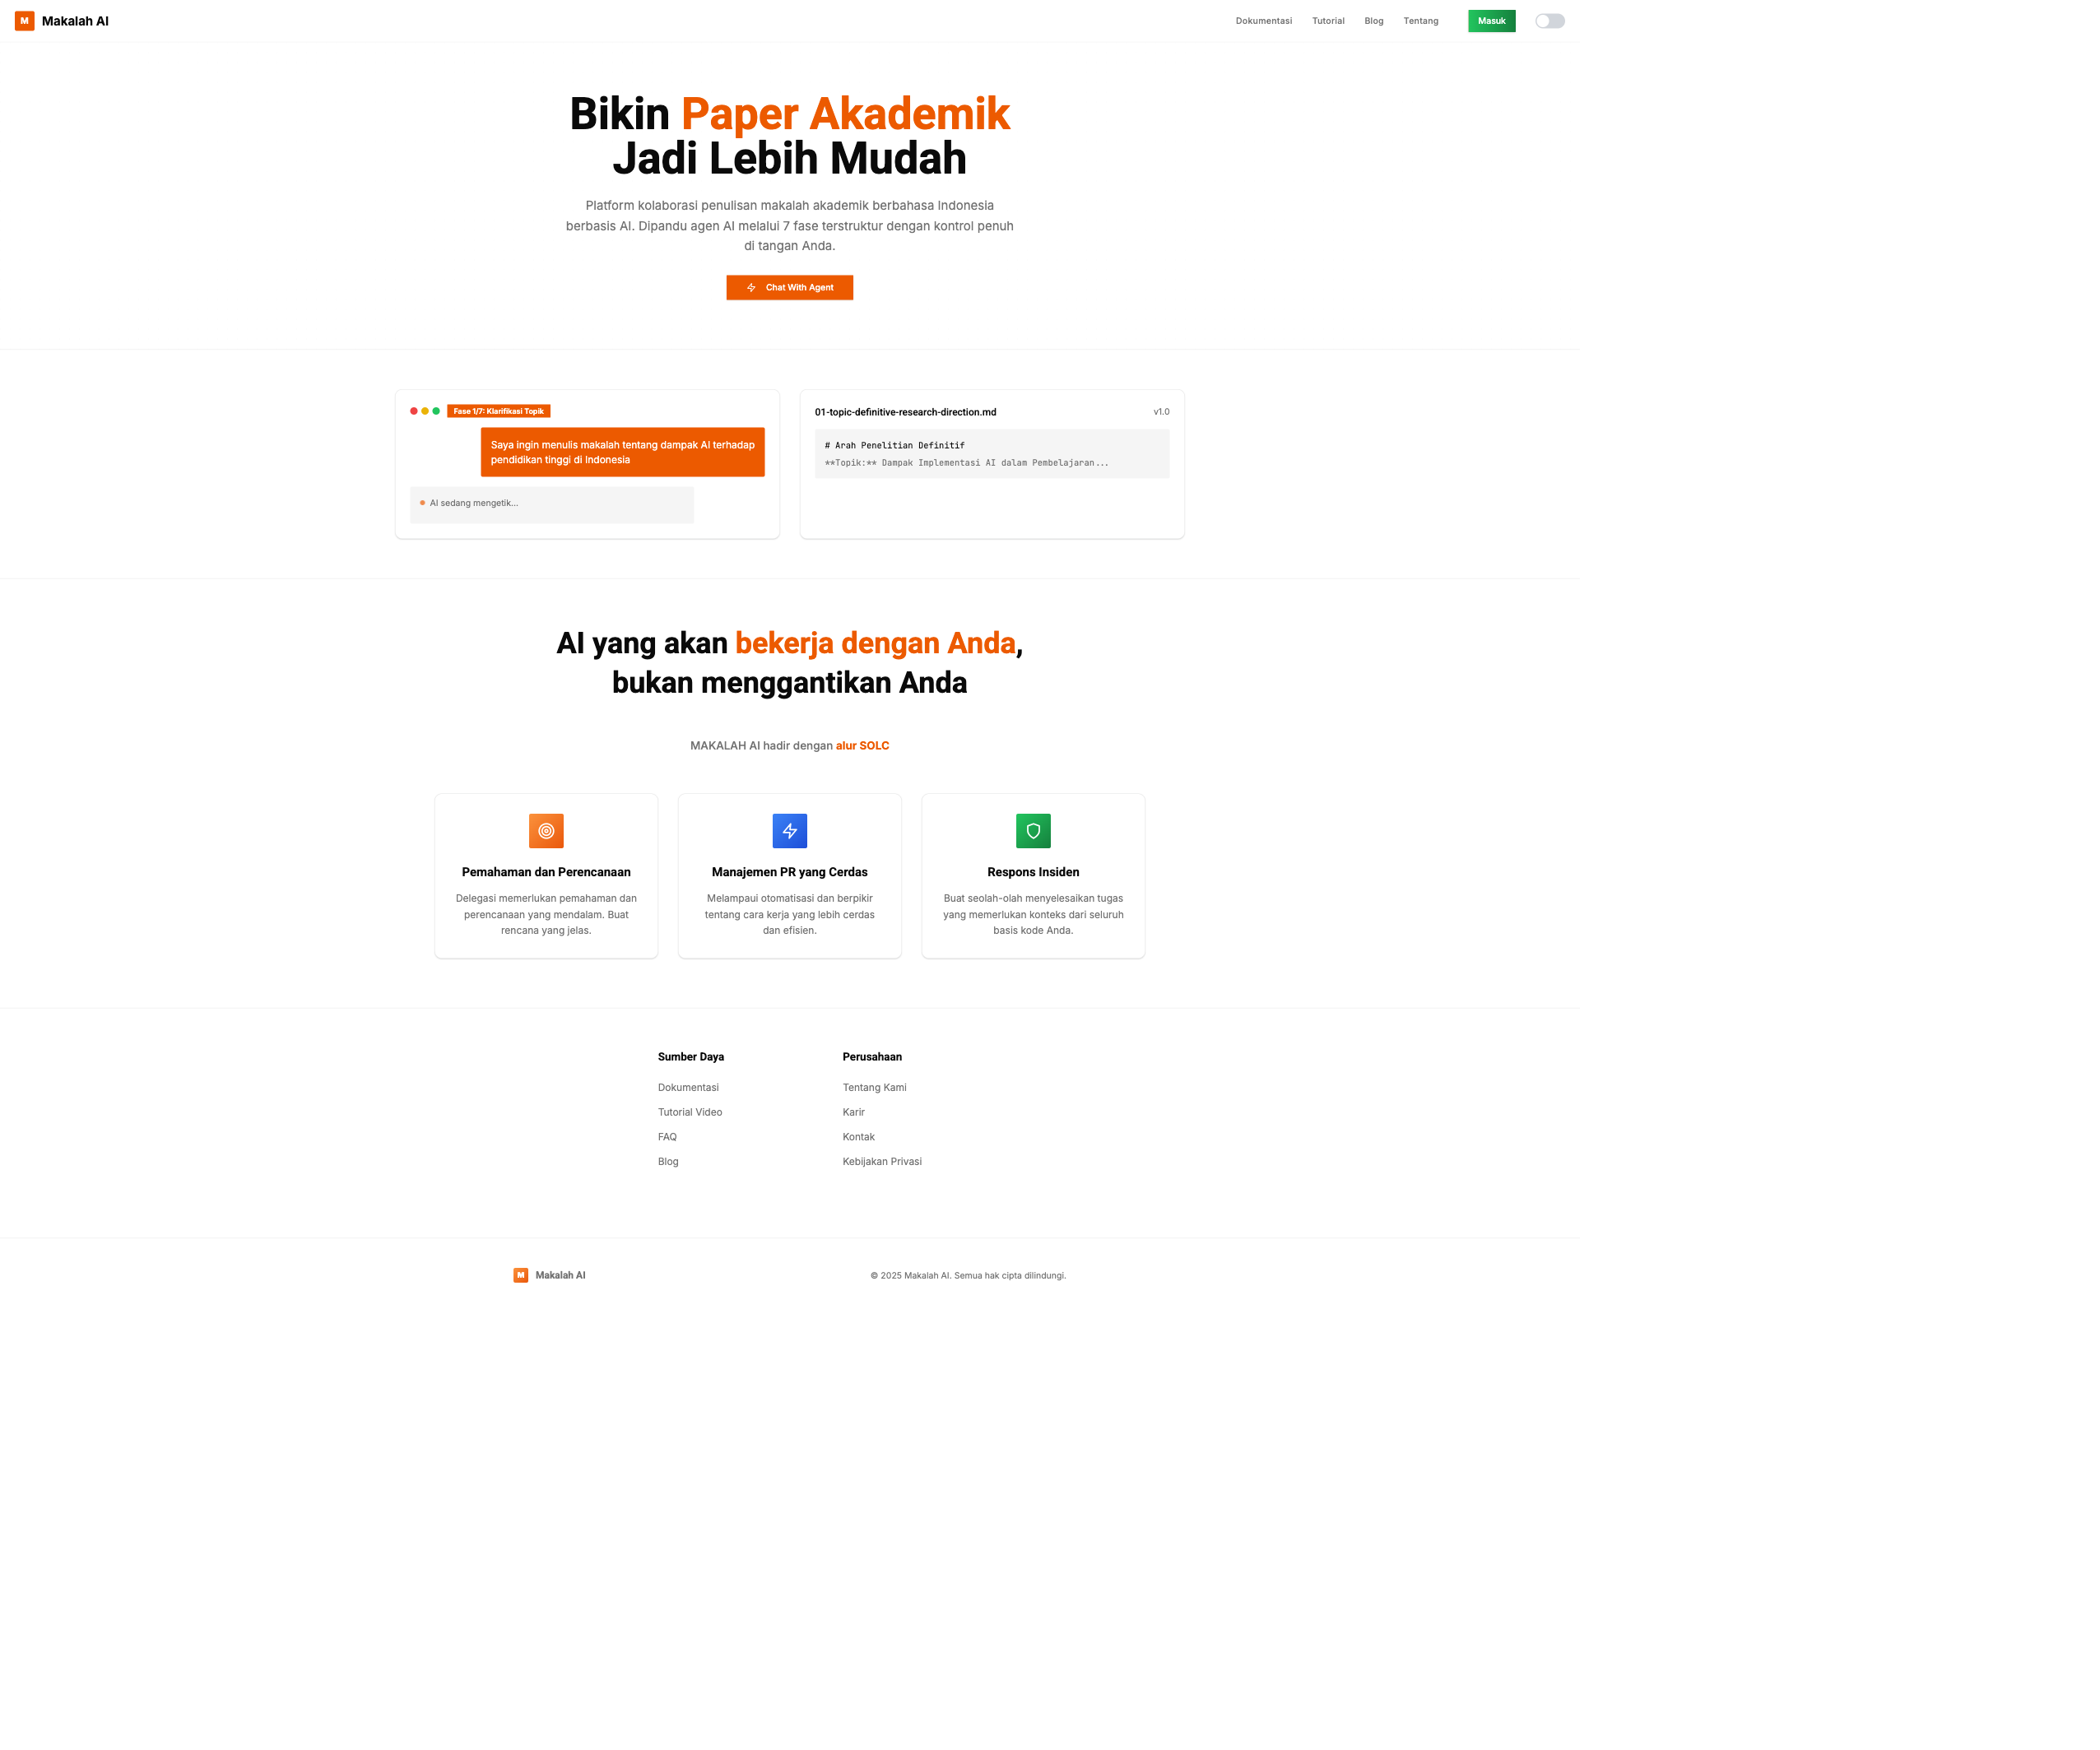 M
Makalah AI
Dokumentasi
Tutorial
Blog
Tentang
Masuk
Bikin Paper Akademik
Jadi Lebih Mudah
Platform kolaborasi penulisan makalah akademik berbahasa Indonesia
berbasis AI. Dipandu agen AI melalui 7 fase terstruktur dengan kontrol penuh
di tangan Anda.
Chat With Agent
Fase 1/7: Klarifikasi Topik
Saya ingin menulis makalah tentang dampak AI terhadap
pendidikan tinggi di Indonesia
AI sedang mengetik...
01-topic-definitive-research-direction.md
v1.0
# Arah Penelitian Definitif
**Topik:** Dampak Implementasi AI dalam Pembelajaran...
AI yang akan bekerja dengan Anda,
bukan menggantikan Anda
MAKALAH AI hadir dengan alur SOLC
Pemahaman dan Perencanaan
Delegasi memerlukan pemahaman dan
perencanaan yang mendalam. Buat
rencana yang jelas.
Manajemen PR yang Cerdas
Melampaui otomatisasi dan berpikir
tentang cara kerja yang lebih cerdas
dan efisien.
Respons Insiden
Buat seolah-olah menyelesaikan tugas
yang memerlukan konteks dari seluruh
basis kode Anda.
Sumber Daya
Dokumentasi
Tutorial Video
FAQ
Blog
Perusahaan
Tentang Kami
Karir
Kontak
Kebijakan Privasi
M
Makalah AI
© 2025 Makalah AI. Semua hak cipta dilindungi.